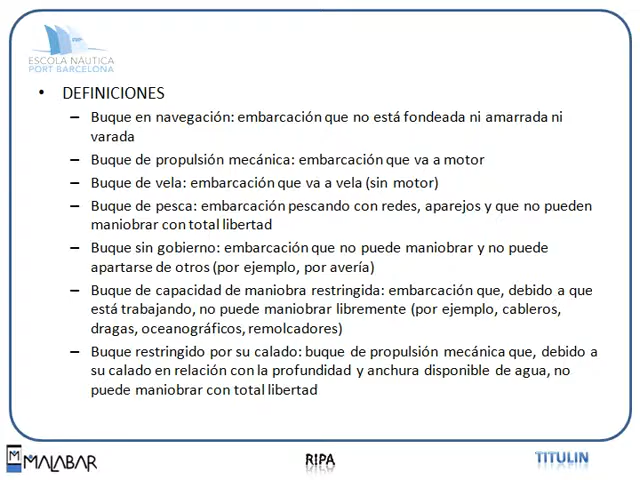 ESCOLA NÀUTICA
PORT BARCELONA
• DEFINICIONES
– Buque en navegación: embarcación que no está fondeada ni amarrada ni
varada
– Buque de propulsión mecánica: embarcación que va a motor
– Buque de vela: embarcación que va a vela (sin motor)
– Buque de pesca: embarcación pescando con redes, aparejos y que no pueden
maniobrar con total libertad
– Buque sin gobierno: embarcación que no puede maniobrar y no puede
apartarse de otros (por ejemplo, por avería)
– Buque de capacidad de maniobra restringida: embarcación que, debido a que
está trabajando, no puede maniobrar libremente (por ejemplo, cableros,
dragas, oceanográficos, remolcadores)
– Buque restringido por su calado: buque de propulsión mecánica que, debido a
su calado en relación con la profundidad y anchura disponible de agua, no
puede maniobrar con total libertad
MALABAR
RIPA
TITULIN